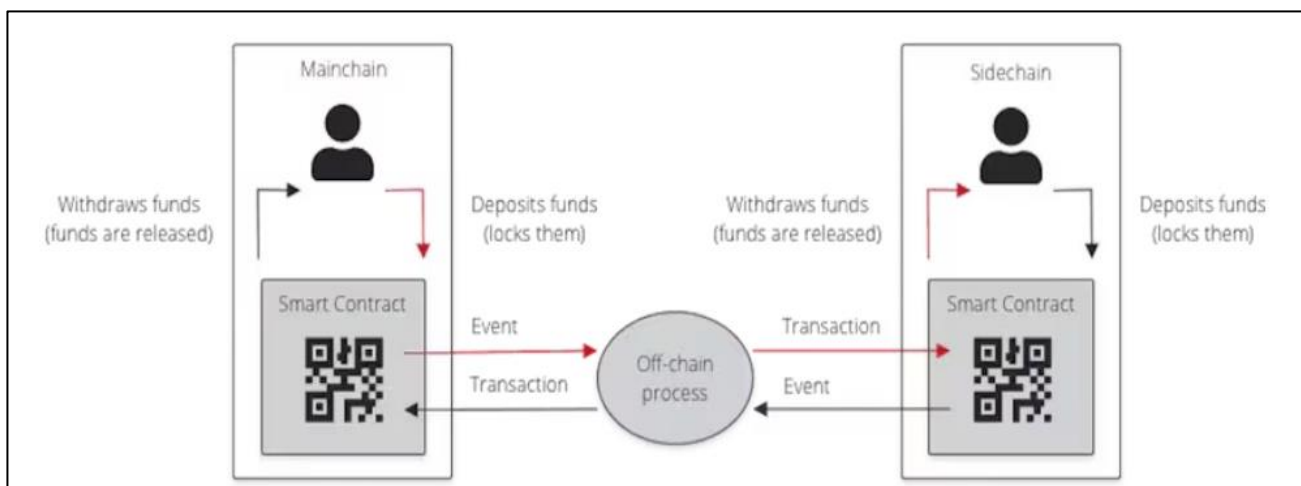 Mainchain
Withdraws funds
(funds are released)
Deposits funds
(locks them)
Smart Contract
Event
Transaction
Off-chain
process
Sidechain
Withdraws funds
(funds are released)
Deposits funds
(locks them)
Smart Contract
Transaction
Event